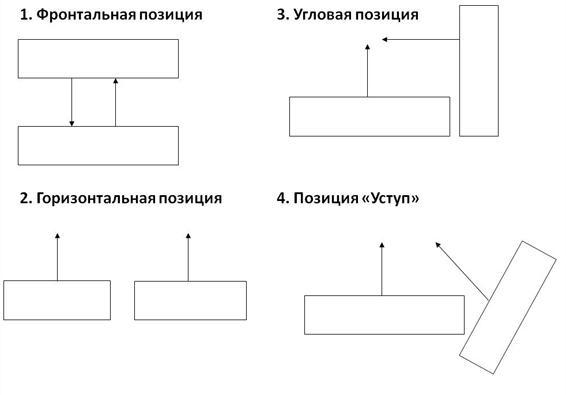 1. Фронтальная позиция
3. Угловая позиция
2. Горизонтальная позиция
4. Позиция «Уступ»